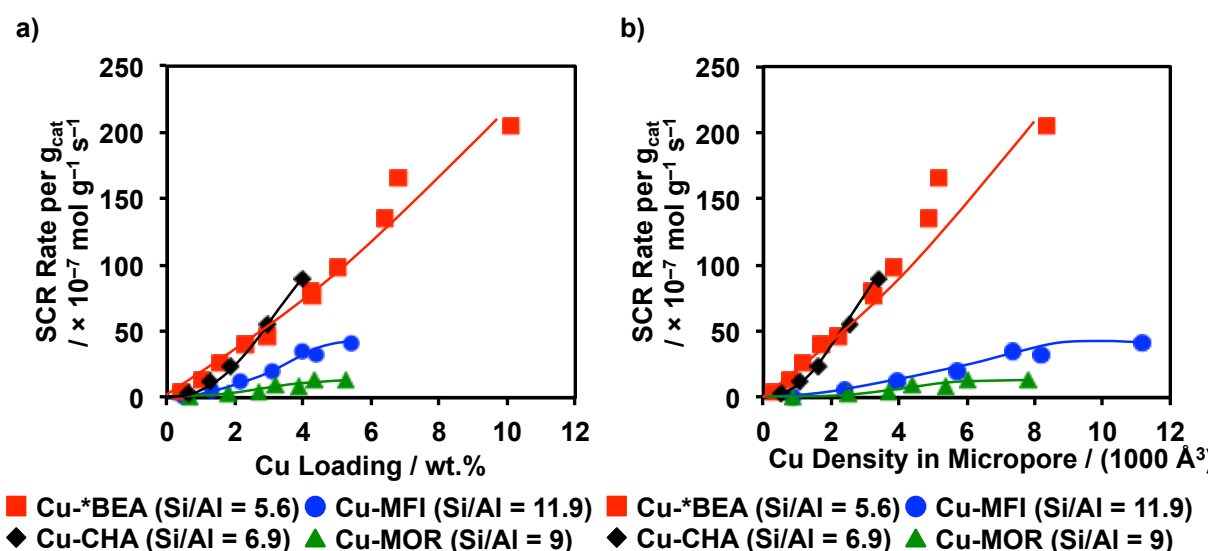 a)
SCR Rate per g_cat
/ × 10⁻⁷ mol g⁻¹ s⁻¹
250
200
150
100
50
0
0 2 4 6 8 10 12
Cu Loading / wt.%
b)
SCR Rate per g_cat
/ × 10⁻⁷ mol g⁻¹ s⁻¹
250
200
150
100
50
0
0 2 4 6 8 10 12
Cu Density in Micropore / (1000 Å³)
Cu-*BEA (Si/Al = 5.6) Cu-MFI (Si/Al = 11.9)
Cu-CHA (Si/Al = 6.9) Cu-MOR (Si/Al = 9)
Cu-*BEA (Si/Al = 5.6) Cu-MFI (Si/Al = 11.9)
Cu-CHA (Si/Al = 6.9) Cu-MOR (Si/Al = 9)